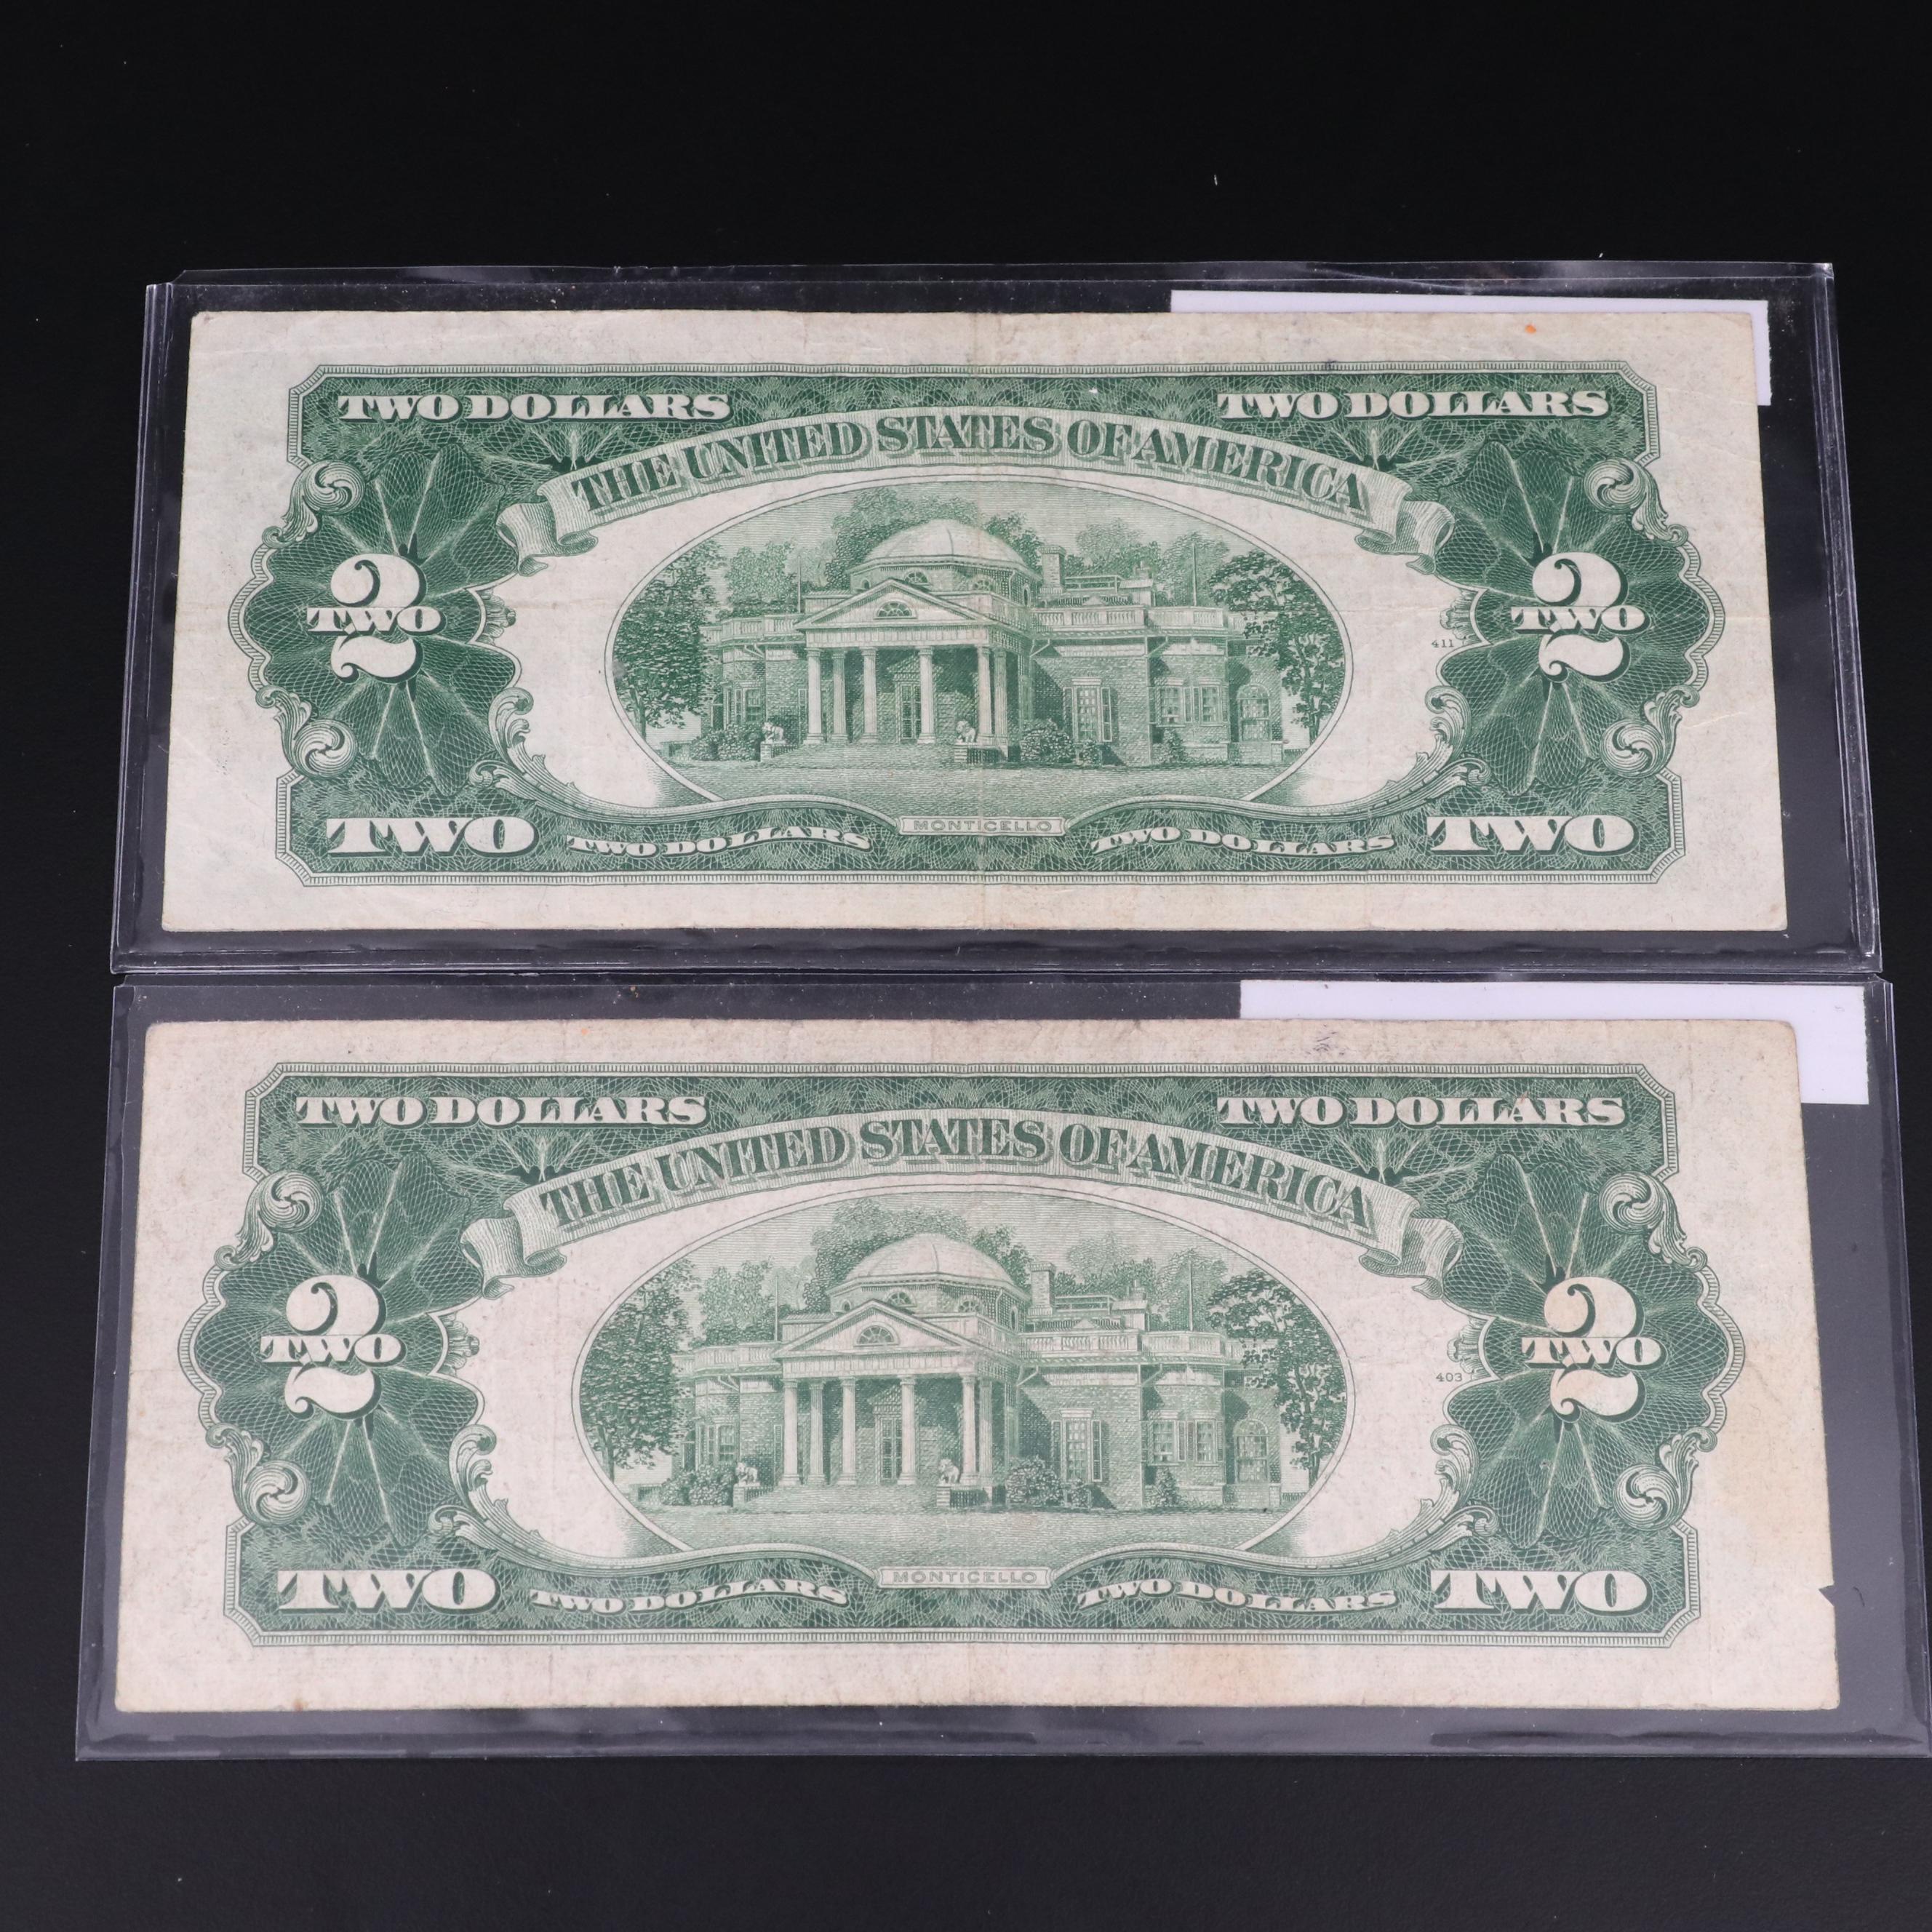 TWO DOLLARS TWO DOLLARS
THE UNITED STATES OF AMERICA
2 TWO 2 TWO
411
MONTICELLO
TWO TWO DOLLARS TWO DOLLARS TWO
TWO DOLLARS TWO DOLLARS
THE UNITED STATES OF AMERICA
2 TWO 2 TWO
403
MONTICELLO
TWO TWO DOLLARS TWO DOLLARS TWO